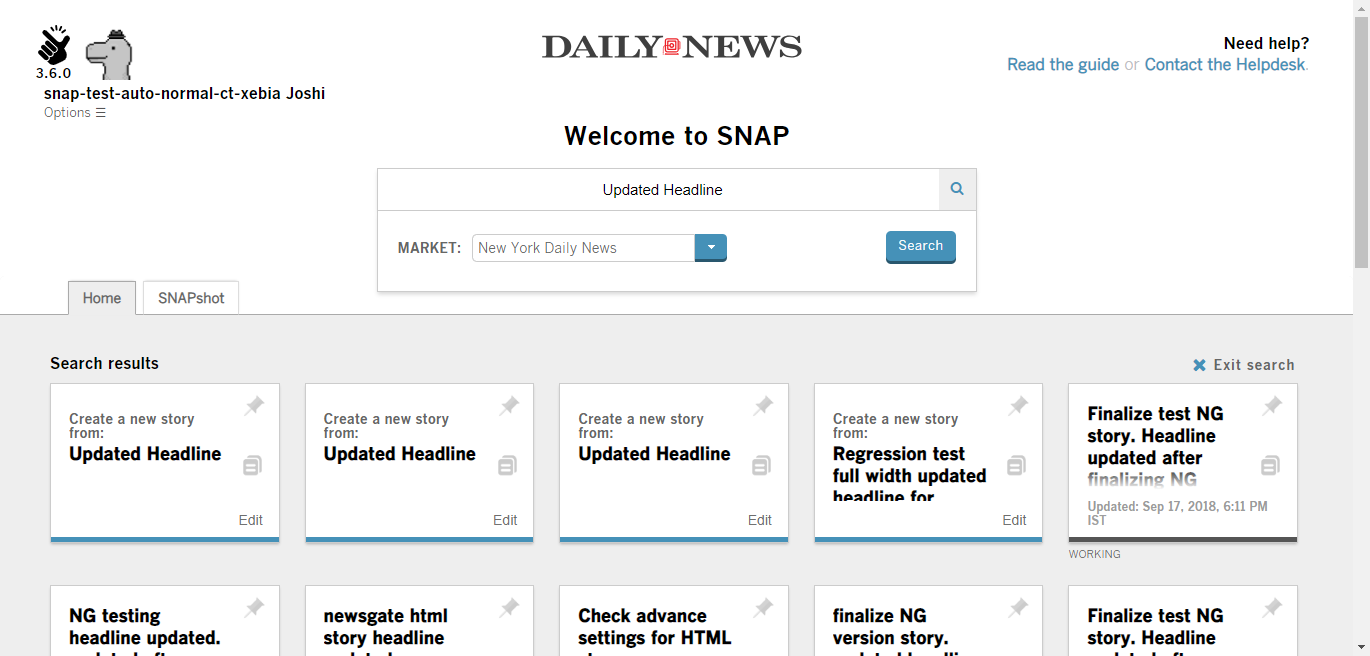 3.6.0
DAILY NEWS
Need help?
Read the guide or Contact the Helpdesk.
snap-test-auto-normal-ct-xebia Joshi
Options ☰
Welcome to SNAP
Updated Headline
MARKET: New York Daily News Search
Home SNAPshot
Search results
Exit search
Create a new story
from:
Updated Headline
Edit
Create a new story
from:
Updated Headline
Edit
Create a new story
from:
Updated Headline
Edit
Create a new story
from:
Regression test
full width updated
headline for
Edit
Finalize test NG
story. Headline
updated after
finalizing NG
Updated: Sep 17, 2018, 6:11 PM
IST
WORKING
NG testing
headline updated.
newsgate html
story headline
Check advance
settings for HTML
finalize NG
version story.
Finalize test NG
story. Headline